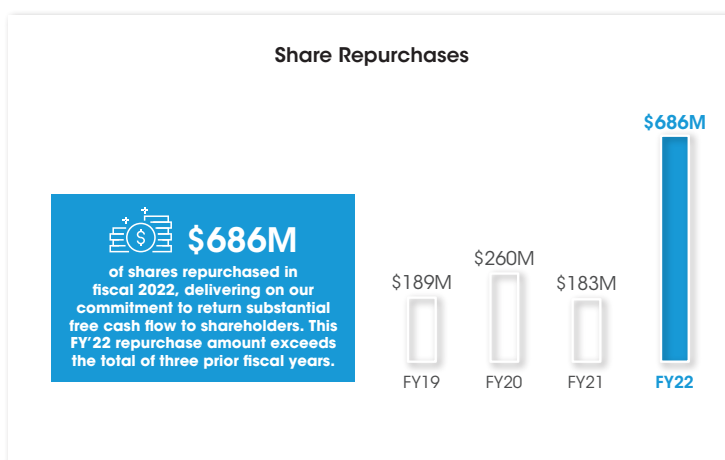 Share Repurchases
$686M
of shares repurchased in
fiscal 2022, delivering on our
commitment to return substantial
free cash flow to shareholders. This
FY’22 repurchase amount exceeds
the total of three prior fiscal years.
$189M
$260M
$183M
$686M
FY19
FY20
FY21
FY22